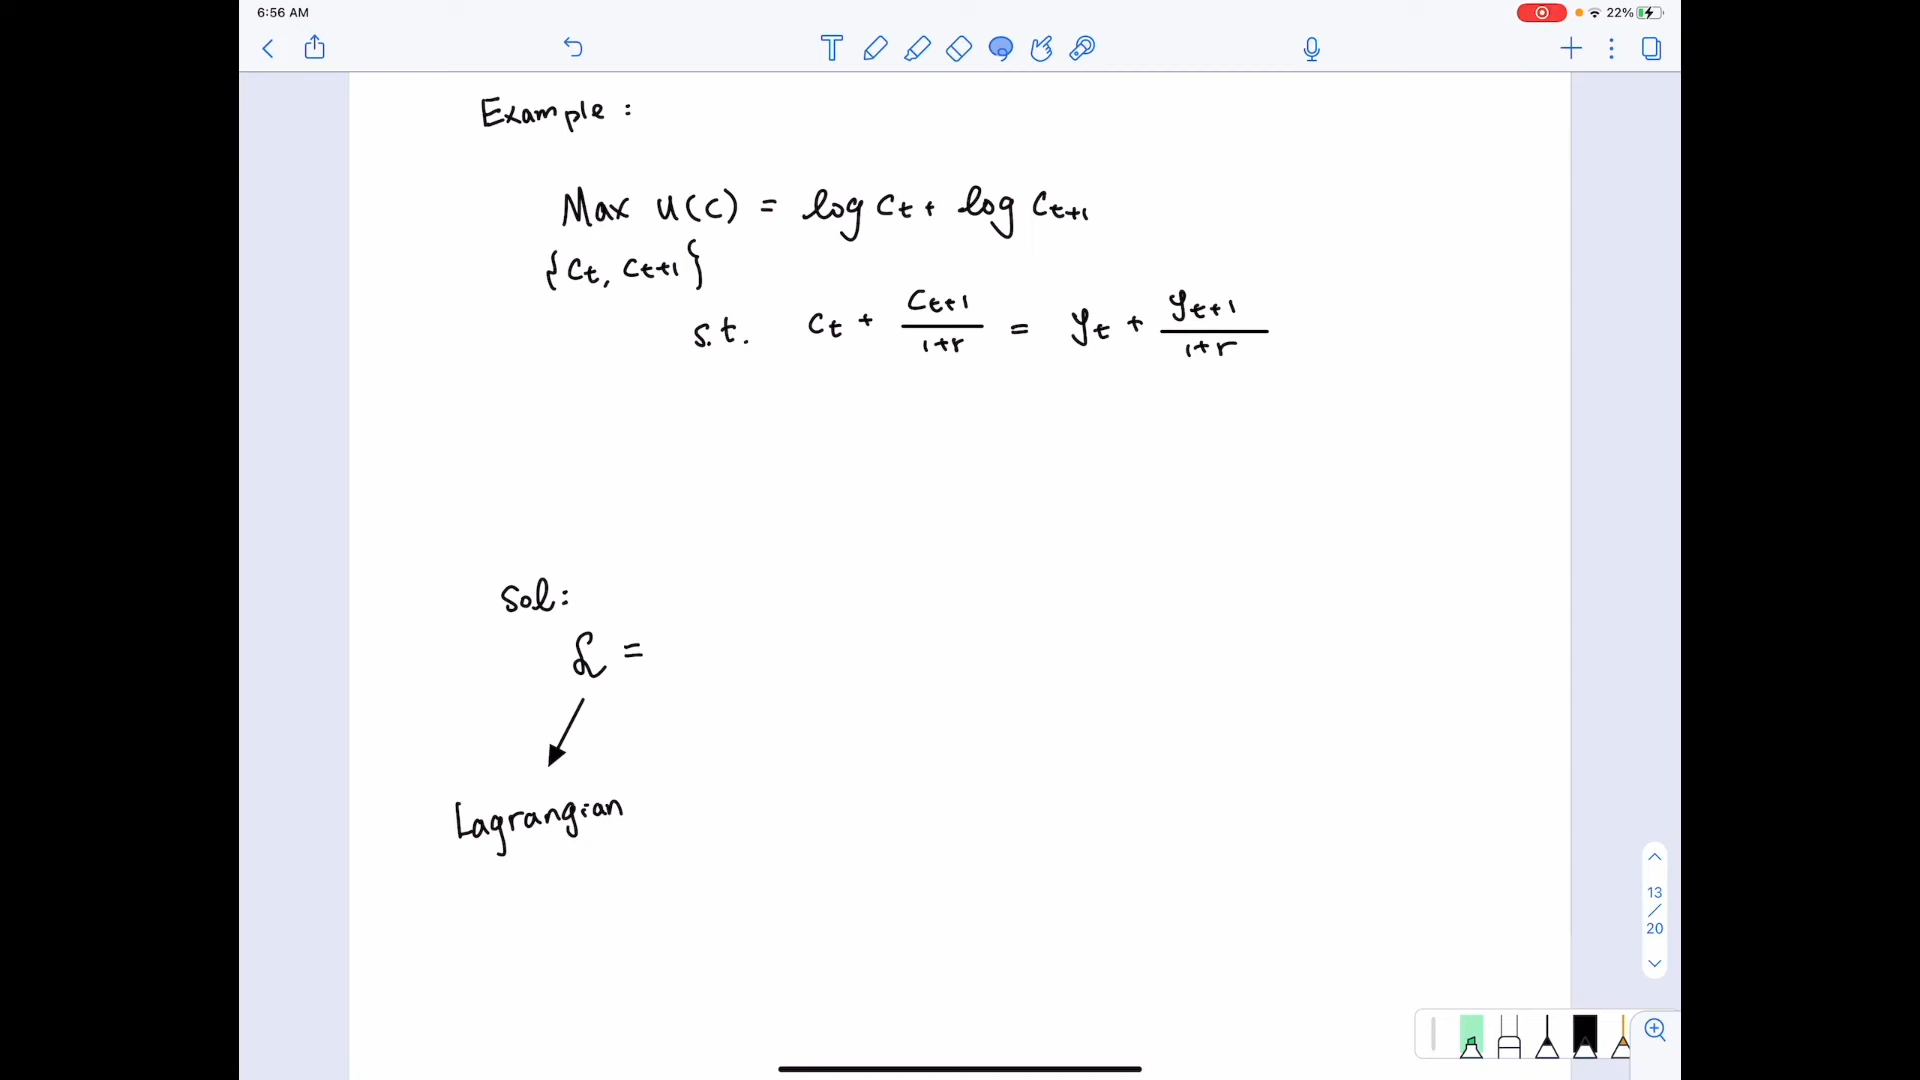 6:56 AM
22%
Example :
Max u(c) = log Ct + log Ct+1
{Ct, Ct+1}
s.t. Ct + Ct+1/1+r = yt + yt+1/1+r
Sol:
ℒ =
Lagrangian
13
/
20